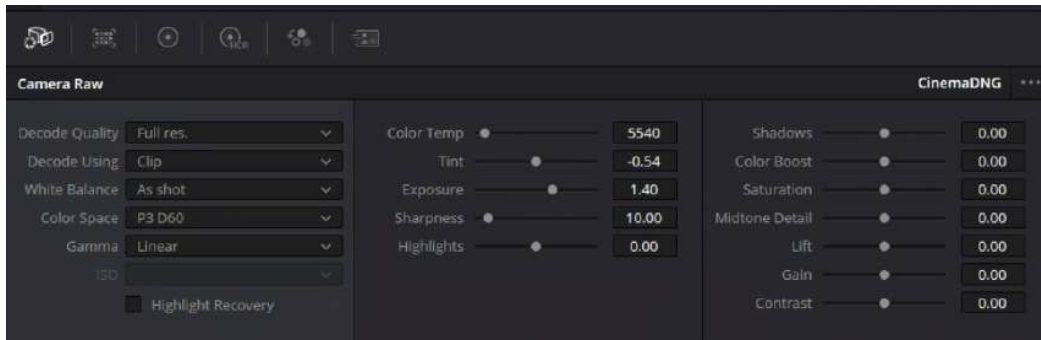 HDR
Camera Raw CinemaDNG
Decode Quality Full res.
Decode Using Clip
White Balance As shot
Color Space P3 D60
Gamma Linear
ISO
Highlight Recovery
Color Temp 5540
Tint -0.54
Exposure 1.40
Sharpness 10.00
Highlights 0.00
Shadows 0.00
Color Boost 0.00
Saturation 0.00
Midtone Detail 0.00
Lift 0.00
Gain 0.00
Contrast 0.00